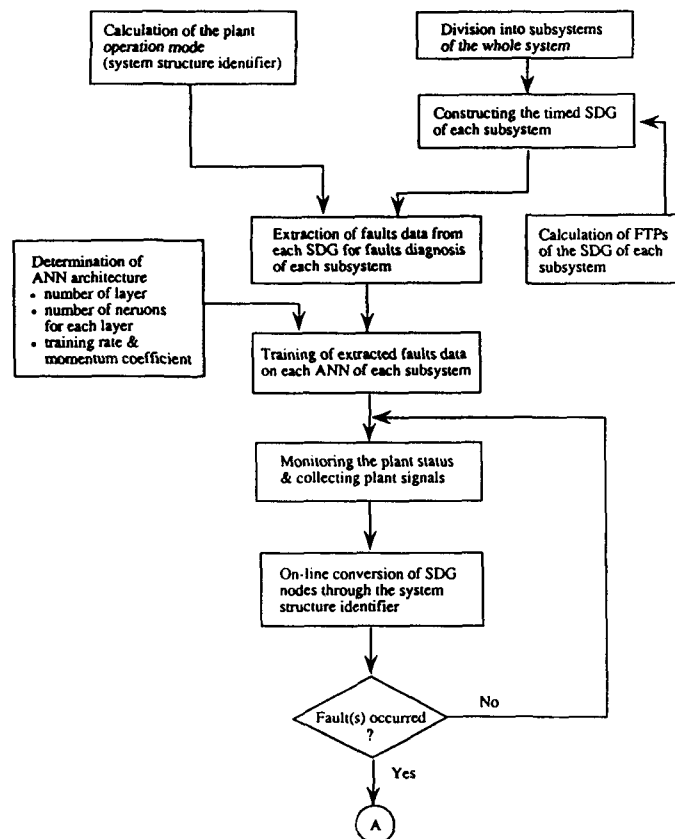 Calculation of the plant
operation mode
(system structure identifier)
Division into subsystems
of the whole system
Constructing the timed SDG
of each subsystem
Extraction of faults data from
each SDG for faults diagnosis
of each subsystem
Calculation of FTPs
of the SDG of each
subsystem
Determination of
ANN architecture
• number of layer
• number of neruons
for each layer
• training rate &
momentum coefficient
Training of extracted faults data
on each ANN of each subsystem
Monitoring the plant status
& collecting plant signals
On-line conversion of SDG
nodes through the system
structure identifier
Fault(s) occurred
?
No
Yes
A